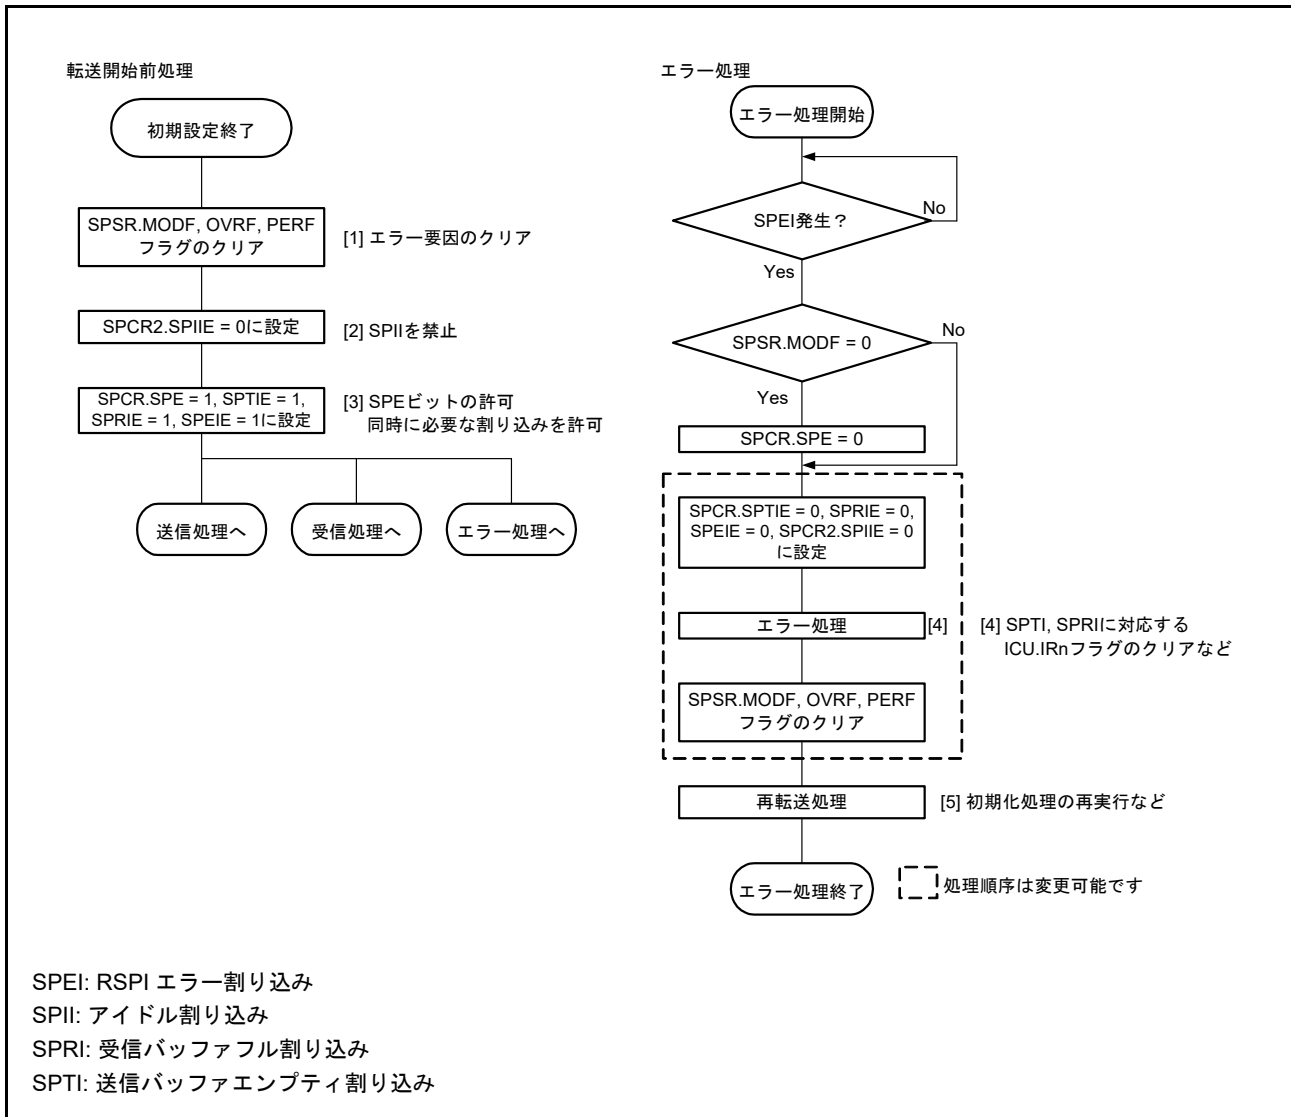 転送開始前処理
初期設定終了
SPSR.MODF, OVRF, PERF
フラグのクリア
[1] エラー要因のクリア
SPCR2.SPIIE = 0に設定
[2] SPIIを禁止
SPCR.SPE = 1, SPTIE = 1,
SPRIE = 1, SPEIE = 1に設定
[3] SPEビットの許可
同時に必要な割り込みを許可
送信処理へ
受信処理へ
エラー処理へ
エラー処理
エラー処理開始
SPEI発生？
No
Yes
SPSR.MODF = 0
No
Yes
SPCR.SPE = 0
SPCR.SPTIE = 0, SPRIE = 0,
SPEIE = 0, SPCR2.SPIIE = 0
に設定
エラー処理
[4]
[4] SPTI, SPRIに対応する
ICU.IRnフラグのクリアなど
SPSR.MODF, OVRF, PERF
フラグのクリア
再転送処理
[5] 初期化処理の再実行など
エラー処理終了
処理順序は変更可能です
SPEI: RSPI エラー割り込み
SPII: アイドル割り込み
SPRI: 受信バッファフル割り込み
SPTI: 送信バッファエンプティ割り込み